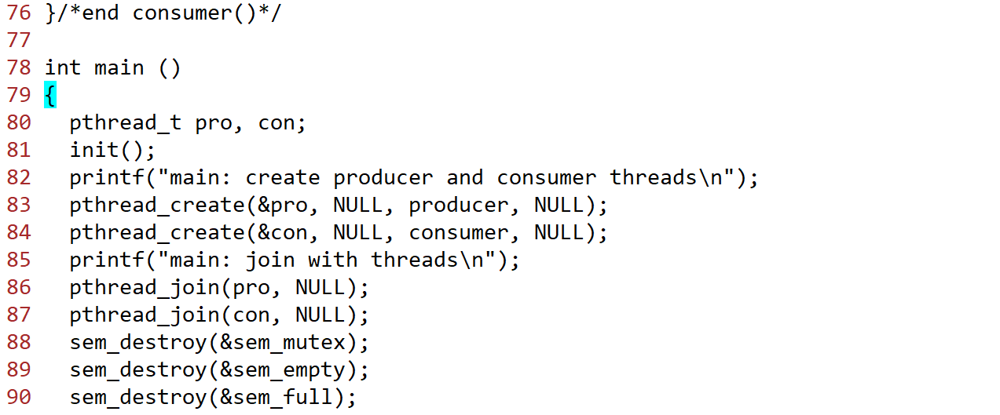 76 }/*end consumer()*/
77
78 int main ()
79 {
80   pthread_t pro, con;
81   init();
82   printf("main: create producer and consumer threads\n");
83   pthread_create(&pro, NULL, producer, NULL);
84   pthread_create(&con, NULL, consumer, NULL);
85   printf("main: join with threads\n");
86   pthread_join(pro, NULL);
87   pthread_join(con, NULL);
88   sem_destroy(&sem_mutex);
89   sem_destroy(&sem_empty);
90   sem_destroy(&sem_full);